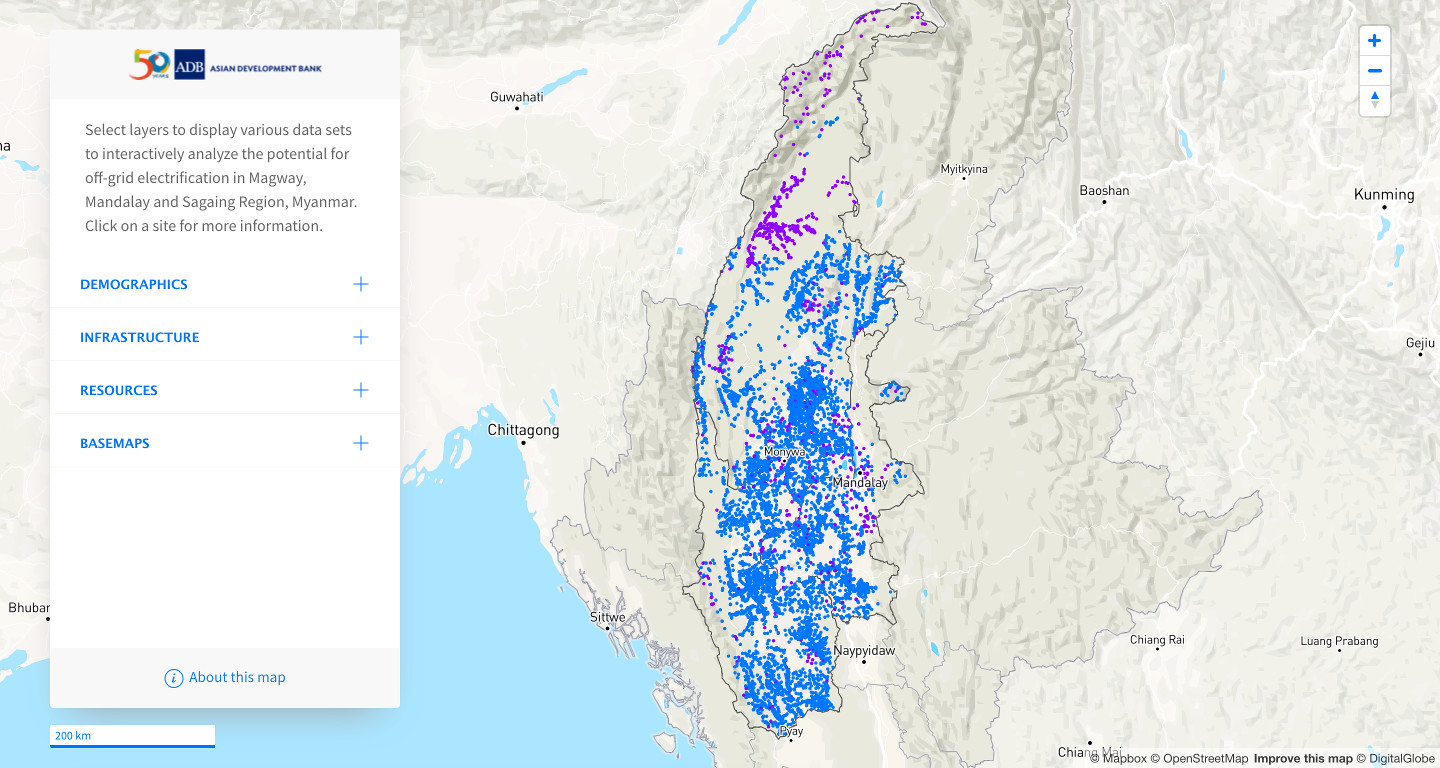 50 YEARS ADB ASIAN DEVELOPMENT BANK
Select layers to display various data sets
to interactively analyze the potential for
off-grid electrification in Magway,
Mandalay and Sagaing Region, Myanmar.
Click on a site for more information.
DEMOGRAPHICS
INFRASTRUCTURE
RESOURCES
BASEMAPS
About this map
200 km
na
Guwahati
Myitkyina
Baoshan
Kunming
Gejiu
Chittagong
Monywa
Mandalay
Bhubar
Sittwe
Naypyidaw
Chiang Rai
Luang Prabang
Pyay
Chiang Mai
© Mapbox © OpenStreetMap Improve this map © DigitalGlobe